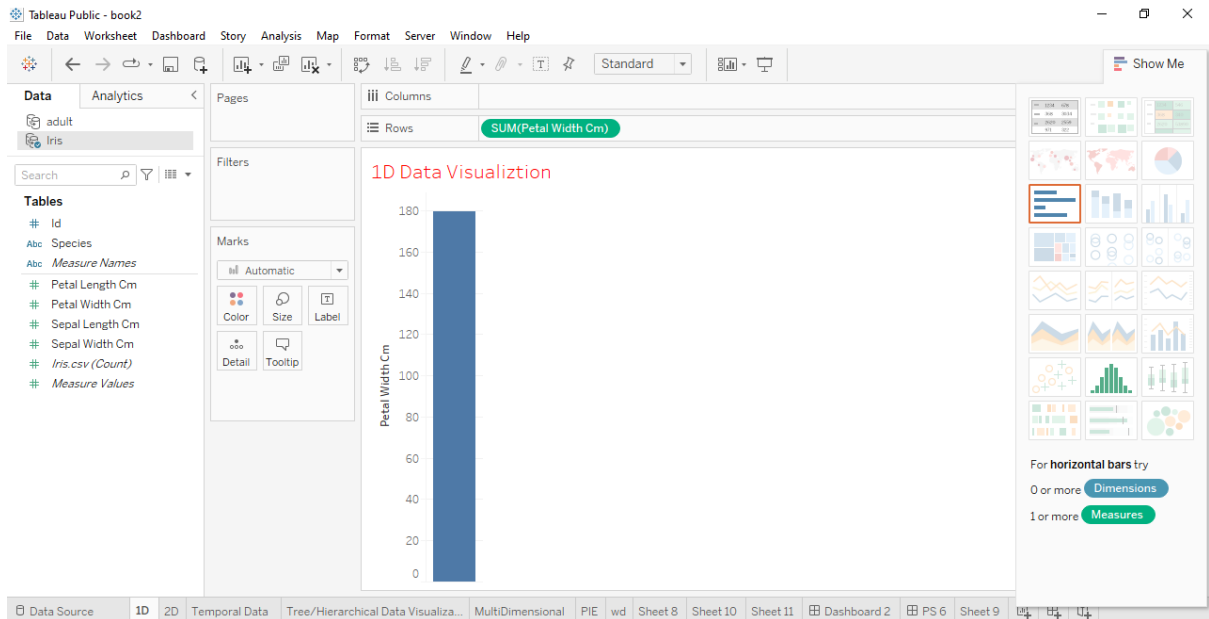 Tableau Public - book2
File Data Worksheet Dashboard Story Analysis Map Format Server Window Help
Standard
Show Me
Data Analytics
adult
Iris
Search
Tables
# Id
Abc Species
Abc Measure Names
# Petal Length Cm
# Petal Width Cm
# Sepal Length Cm
# Sepal Width Cm
# Iris.csv (Count)
# Measure Values
Pages
Filters
Marks
Automatic
Color Size Label
Detail Tooltip
Columns
Rows SUM(Petal Width Cm)
1D Data Visualiztion
180
160
140
120
100
80
60
40
20
0
Petal Width Cm
For horizontal bars try
0 or more Dimensions
1 or more Measures
Data Source 1D 2D Temporal Data Tree/Hierarchical Data Visualiza... MultiDimensional PIE wd Sheet 8 Sheet 10 Sheet 11 Dashboard 2 PS 6 Sheet 9